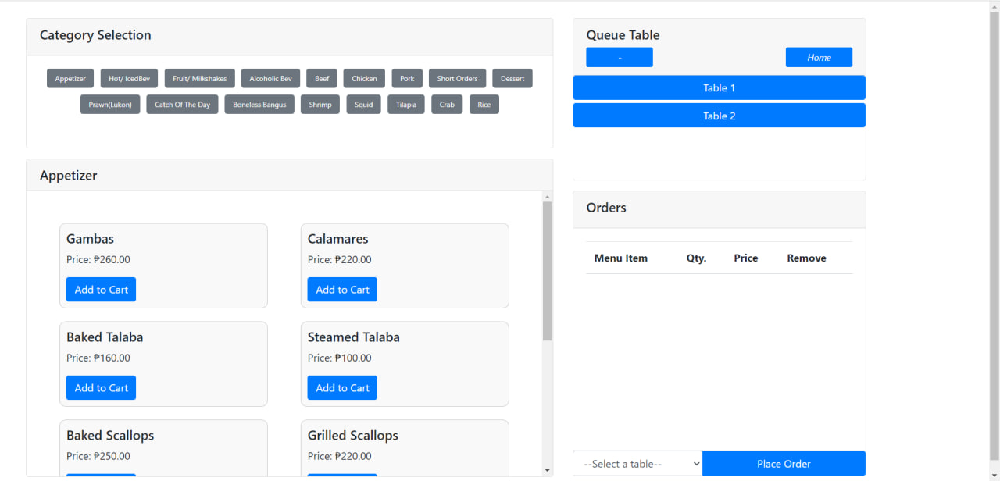 Category Selection
Appetizer Hot/ IcedBev Fruit/ Milkshakes Alcoholic Bev Beef Chicken Pork Short Orders Dessert
Prawn(Lukon) Catch Of The Day Boneless Bangus Shrimp Squid Tilapia Crab Rice
Appetizer
Gambas
Price: ₱260.00
Add to Cart
Calamares
Price: ₱220.00
Add to Cart
Baked Talaba
Price: ₱160.00
Add to Cart
Steamed Talaba
Price: ₱100.00
Add to Cart
Baked Scallops
Price: ₱250.00
Grilled Scallops
Price: ₱220.00
Queue Table
- Home
Table 1
Table 2
Orders
Menu Item Qty. Price Remove
--Select a table-- Place Order